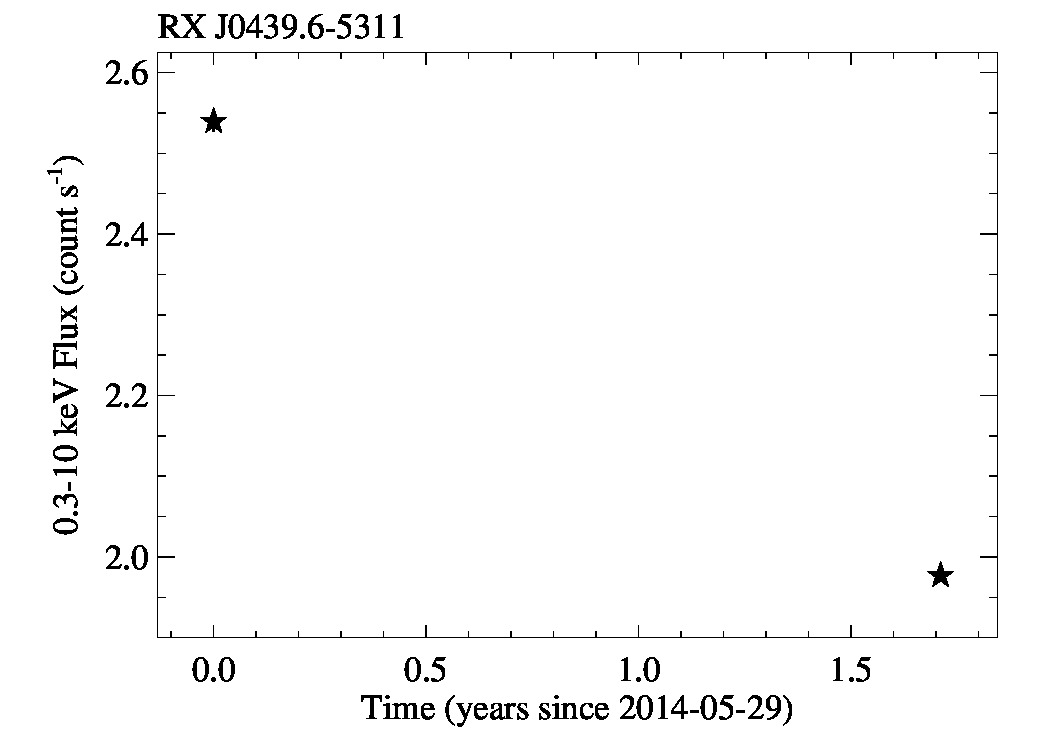 RX J0439.6-5311
2.6
2.4
2.2
2.0
0.3-10 keV Flux (count s⁻¹)
0.0 0.5 1.0 1.5
Time (years since 2014-05-29)